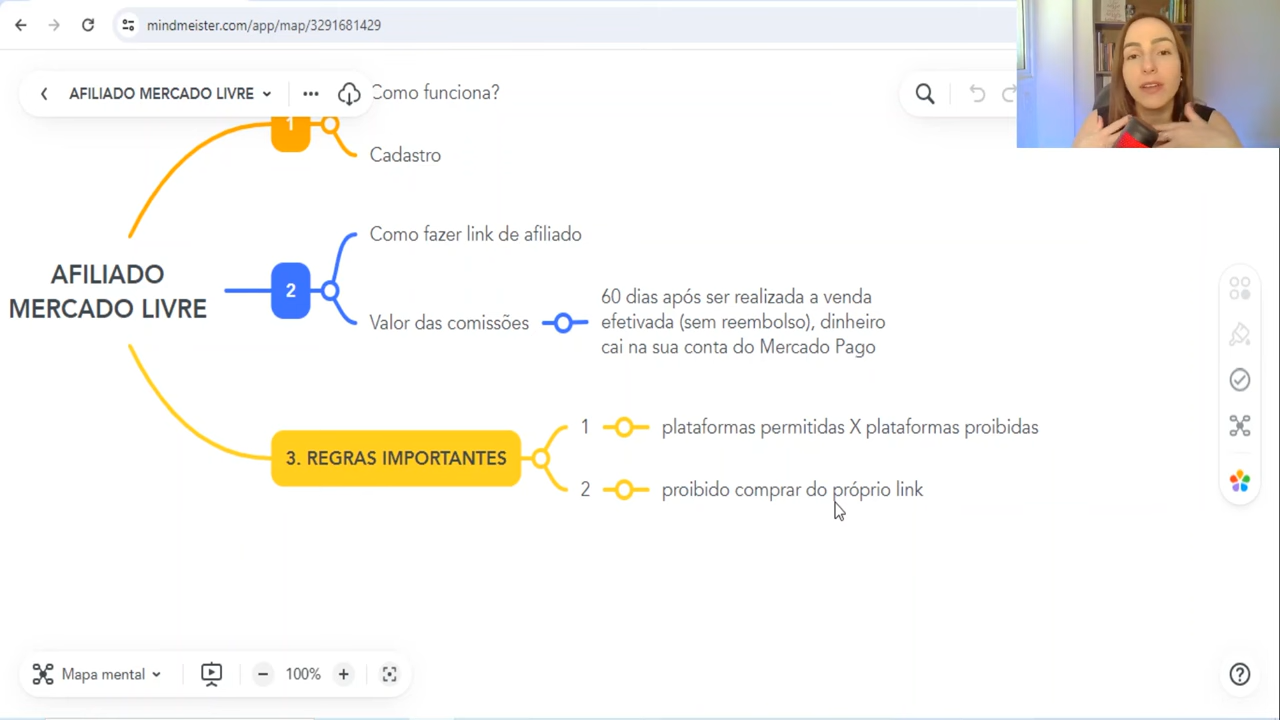 mindmeister.com/app/map/3291681429
AFILIADO MERCADO LIVRE
Como funciona?
1
Cadastro
Como fazer link de afiliado
AFILIADO
MERCADO LIVRE
2
Valor das comissões
60 dias após ser realizada a venda
efetivada (sem reembolso), dinheiro
cai na sua conta do Mercado Pago
3. REGRAS IMPORTANTES
1
plataformas permitidas X plataformas proibidas
2
proibido comprar do próprio link
Mapa mental
100%